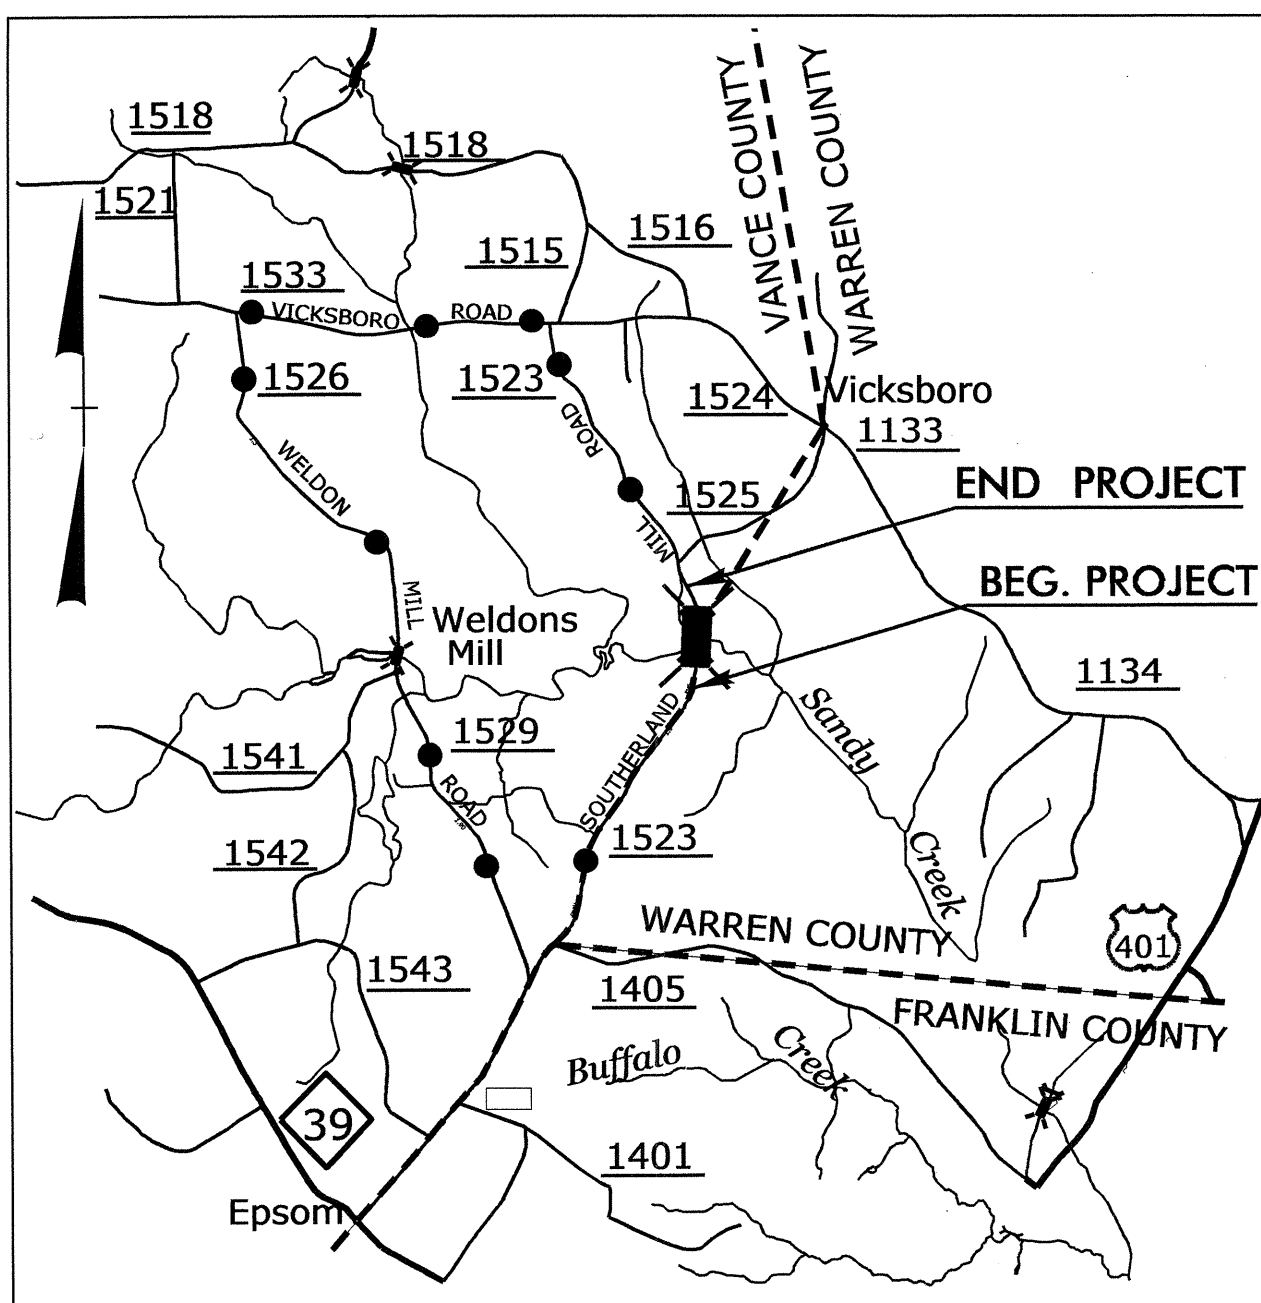 1518
1518
1521
VANCE COUNTY
WARREN COUNTY
1516
1515
1533
VICKSBORO ROAD
1526
1523
1524
Vicksboro
1133
ROAD
WELDON
1525
END PROJECT
MILL
BEG. PROJECT
MILL
Weldons
Mill
1134
Sandy
SOUTHERLAND
1529
1541
ROAD
1523
1542
Creek
WARREN COUNTY
401
1543
1405
FRANKLIN COUNTY
Buffalo
Creek
39
1401
Epsom